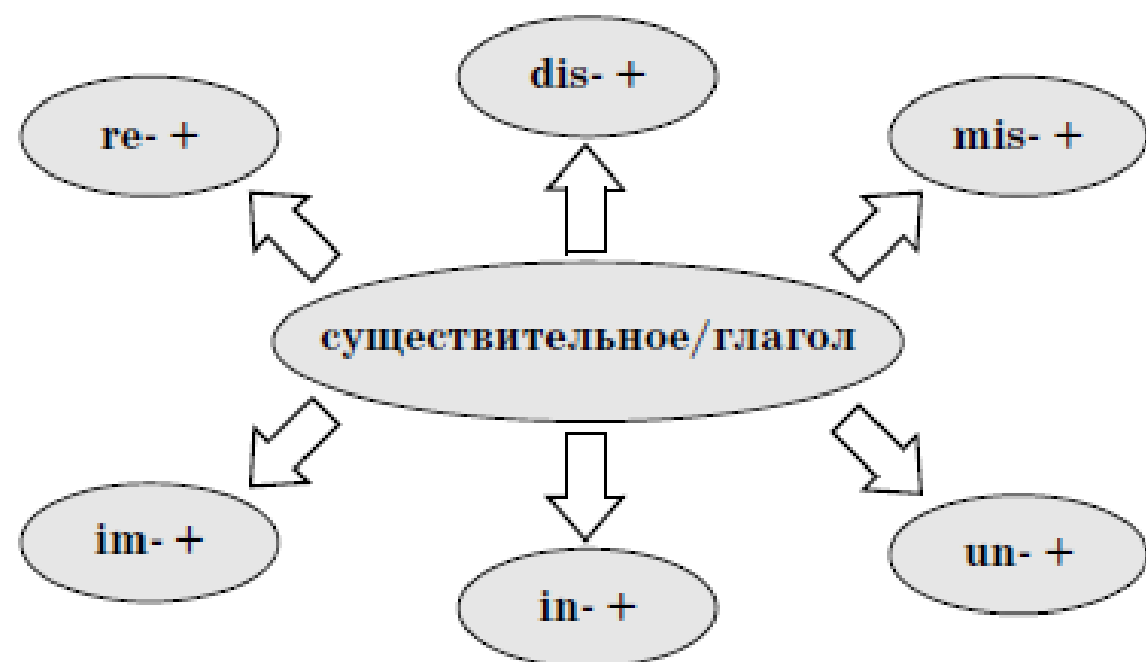 dis- +
re- +
mis- +
существительное/глагол
im- +
in- +
un- +